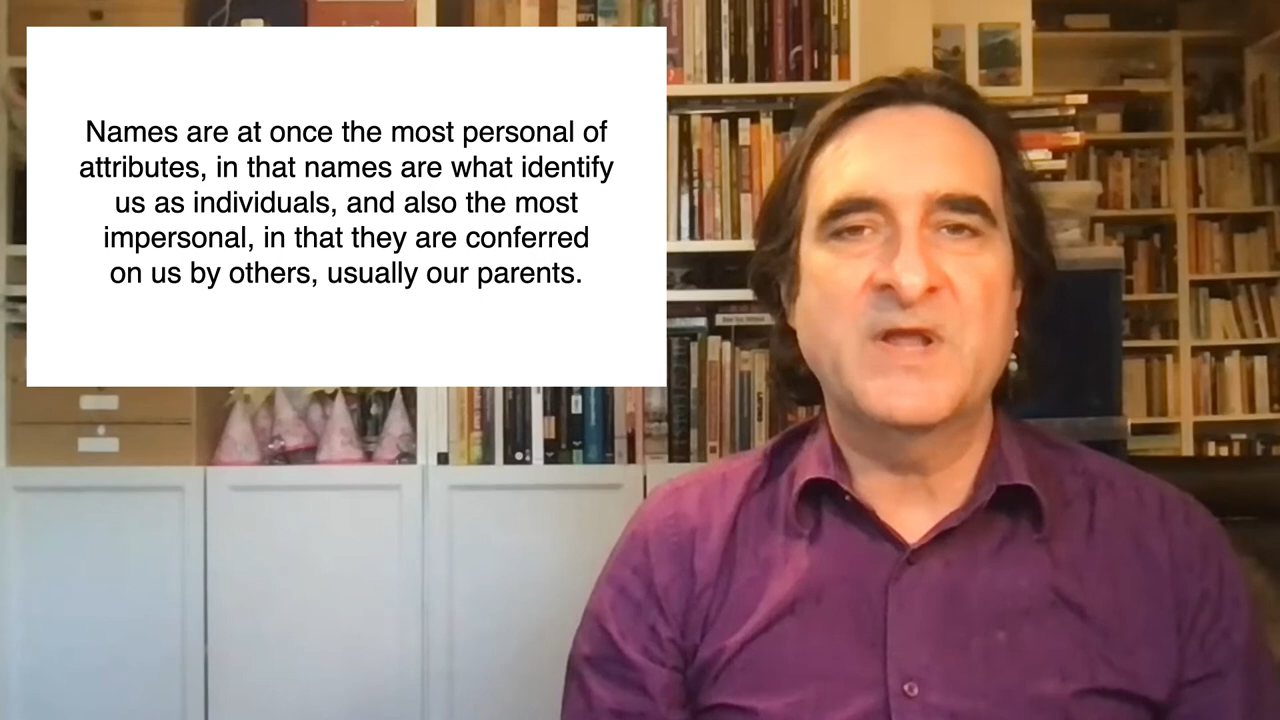 Names are at once the most personal of
attributes, in that names are what identify
us as individuals, and also the most
impersonal, in that they are conferred
on us by others, usually our parents.